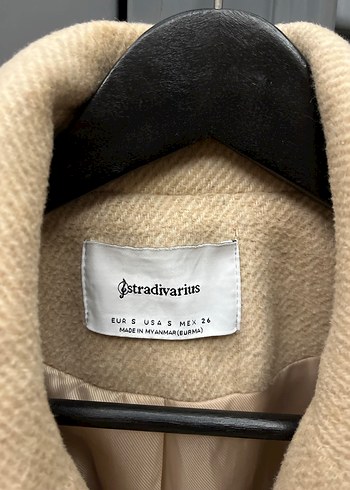 stradivarius
EUR S USA S MEX 26
MADE IN MYANMAR(BURMA)